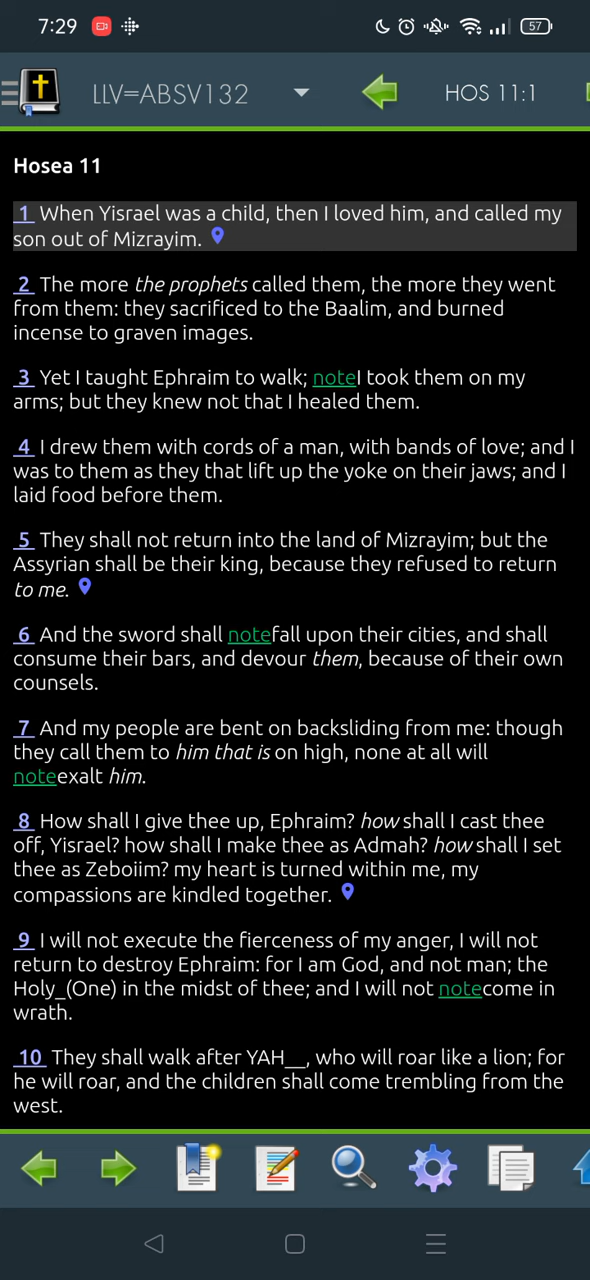 7:29
57
LLV=ABSV132
HOS 11:1
Hosea 11
1 When Yisrael was a child, then I loved him, and called my
son out of Mizrayim.
2 The more the prophets called them, the more they went
from them: they sacrificed to the Baalim, and burned
incense to graven images.
3 Yet I taught Ephraim to walk; noteI took them on my
arms; but they knew not that I healed them.
4 I drew them with cords of a man, with bands of love; and I
was to them as they that lift up the yoke on their jaws; and I
laid food before them.
5 They shall not return into the land of Mizrayim; but the
Assyrian shall be their king, because they refused to return
to me.
6 And the sword shall notefall upon their cities, and shall
consume their bars, and devour them, because of their own
counsels.
7 And my people are bent on backsliding from me: though
they call them to him that is on high, none at all will
noteexalt him.
8 How shall I give thee up, Ephraim? how shall I cast thee
off, Yisrael? how shall I make thee as Admah? how shall I set
thee as Zeboiim? my heart is turned within me, my
compassions are kindled together.
9 I will not execute the fierceness of my anger, I will not
return to destroy Ephraim: for I am God, and not man; the
Holy_(One) in the midst of thee; and I will not notecome in
wrath.
10 They shall walk after YAH__, who will roar like a lion; for
he will roar, and the children shall come trembling from the
west.